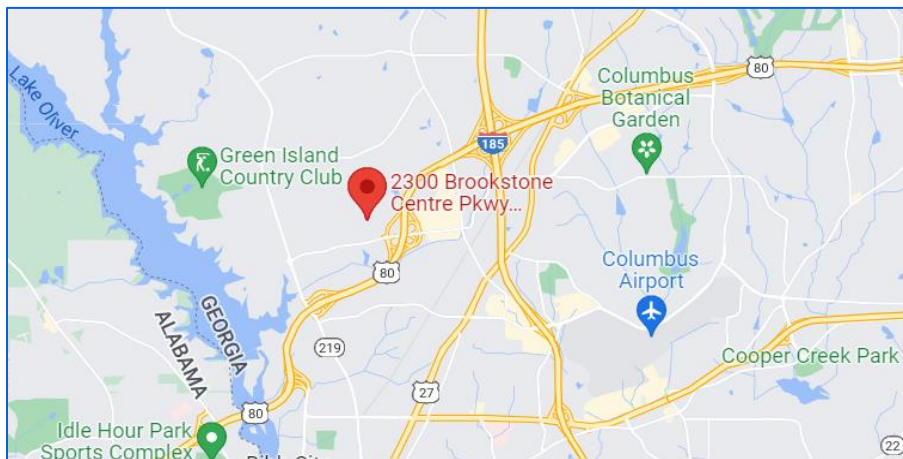 80
Columbus
Botanical
Garden
Lake Oliver
185
Green Island
Country Club
2300 Brookstone
Centre Pkwy...
Columbus
Airport
80
GEORGIA
ALABAMA
219
Cooper Creek Park
27
80
Idle Hour Park
Sports Complex
22